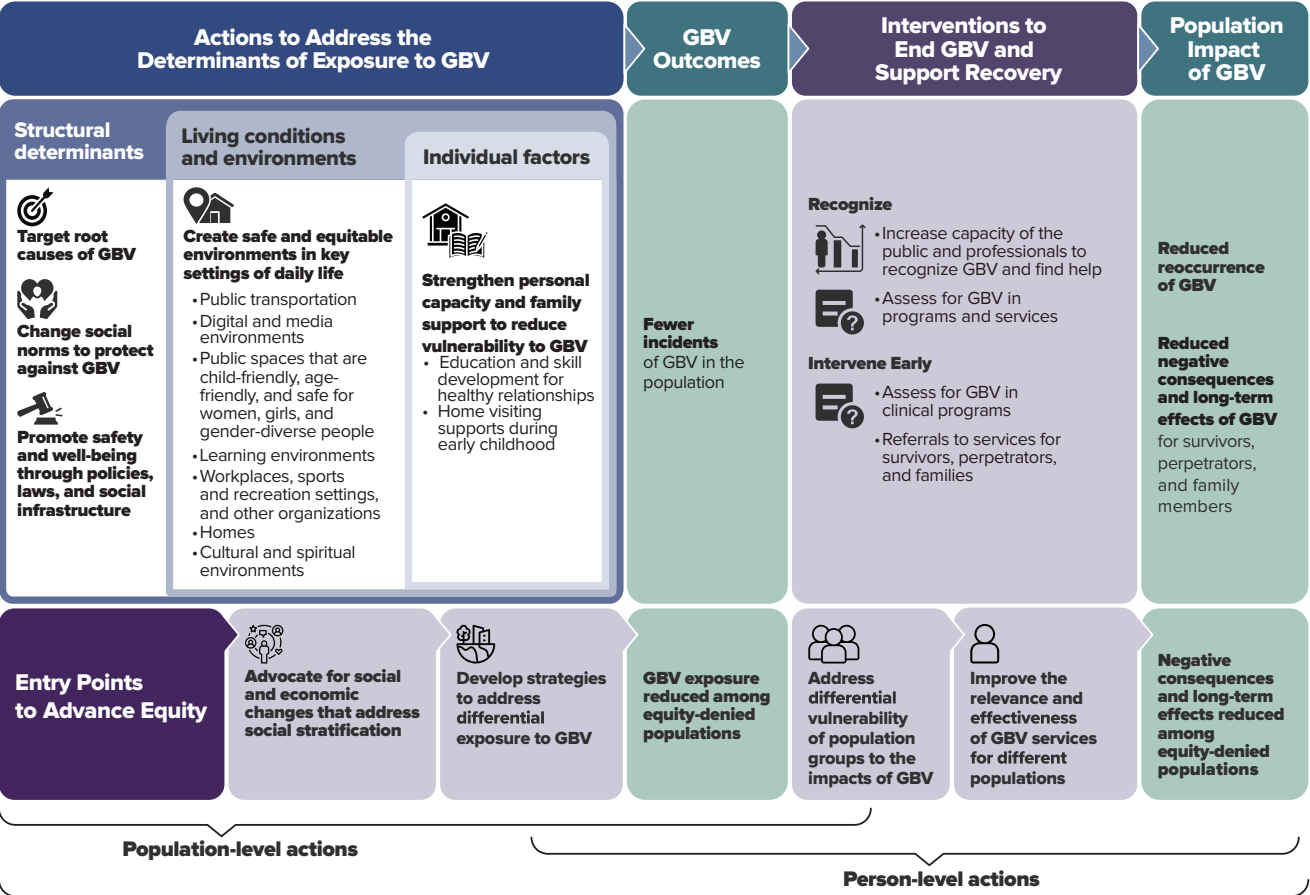 Actions to Address the
Determinants of Exposure to GBV
GBV
Outcomes
Interventions to
End GBV and
Support Recovery
Population
Impact
of GBV
Structural
determinants
Target root
causes of GBV
Change social
norms to protect
against GBV
Promote safety
and well-being
through policies,
laws, and social
infrastructure
Living conditions
and environments
Create safe and equitable
environments in key
settings of daily life
• Public transportation
• Digital and media
environments
• Public spaces that are
child-friendly, age-
friendly, and safe for
women, girls, and
gender-diverse people
• Learning environments
• Workplaces, sports
and recreation settings,
and other organizations
• Homes
• Cultural and spiritual
environments
Individual factors
Strengthen personal
capacity and family
support to reduce
vulnerability to GBV
• Education and skill
development for
healthy relationships
• Home visiting
supports during
early childhood
Fewer
incidents
of GBV in the
population
Recognize
• Increase capacity of the
public and professionals to
recognize GBV and find help
• Assess for GBV in
programs and services
?
Intervene Early
• Assess for GBV in
clinical programs
?
• Referrals to services for
survivors, perpetrators,
and families
Reduced
reoccurrence
of GBV
Reduced
negative
consequences
and long-term
effects of GBV
for survivors,
perpetrators,
and family
members
Entry Points
to Advance Equity
Advocate for social
and economic
changes that address
social stratification
Develop strategies
to address
differential
exposure to GBV
GBV exposure
reduced among
equity-denied
populations
Address
differential
vulnerability
of population
groups to the
impacts of GBV
Improve the
relevance and
effectiveness
of GBV services
for different
populations
Negative
consequences
and long-term
effects reduced
among
equity-denied
populations
Population-level actions
Person-level actions